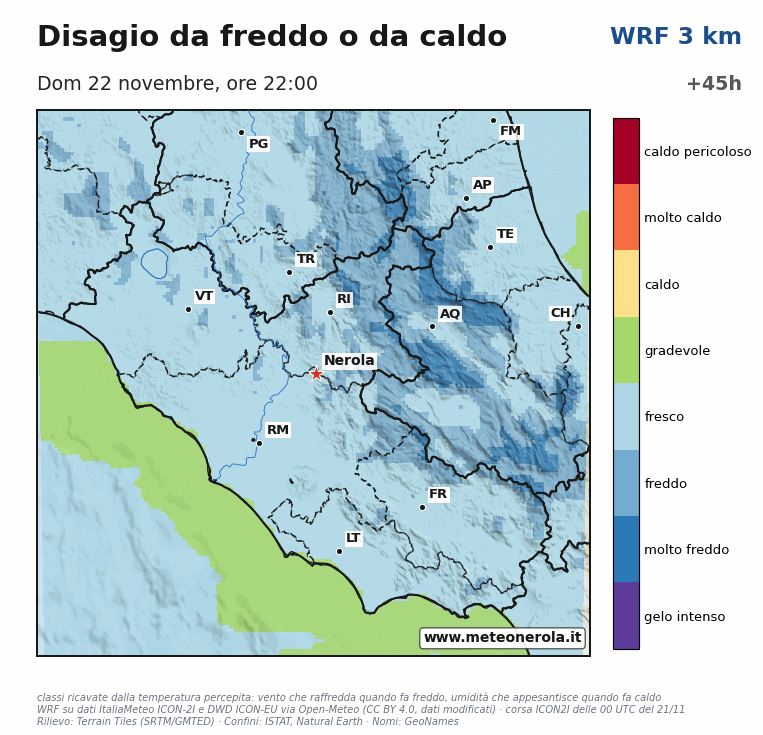 Disagio da freddo o da caldo
WRF 3 km
Dom 22 novembre, ore 22:00
+45h
FM
PG
AP
TE
TR
VT
RI
AQ
CH
Nerola
RM
FR
LT
www.meteonerola.it
caldo pericoloso
molto caldo
caldo
gradevole
fresco
freddo
molto freddo
gelo intenso
classi ricavate dalla temperatura percepita: vento che raffredda quando fa freddo, umidità che appesantisce quando fa caldo
WRF su dati ItaliaMeteo ICON-2I e DWD ICON-EU via Open-Meteo (CC BY 4.0, dati modificati) · corsa ICON2I delle 00 UTC del 21/11
Rilievo: Terrain Tiles (SRTM/GMTED) · Confini: ISTAT, Natural Earth · Nomi: GeoNames